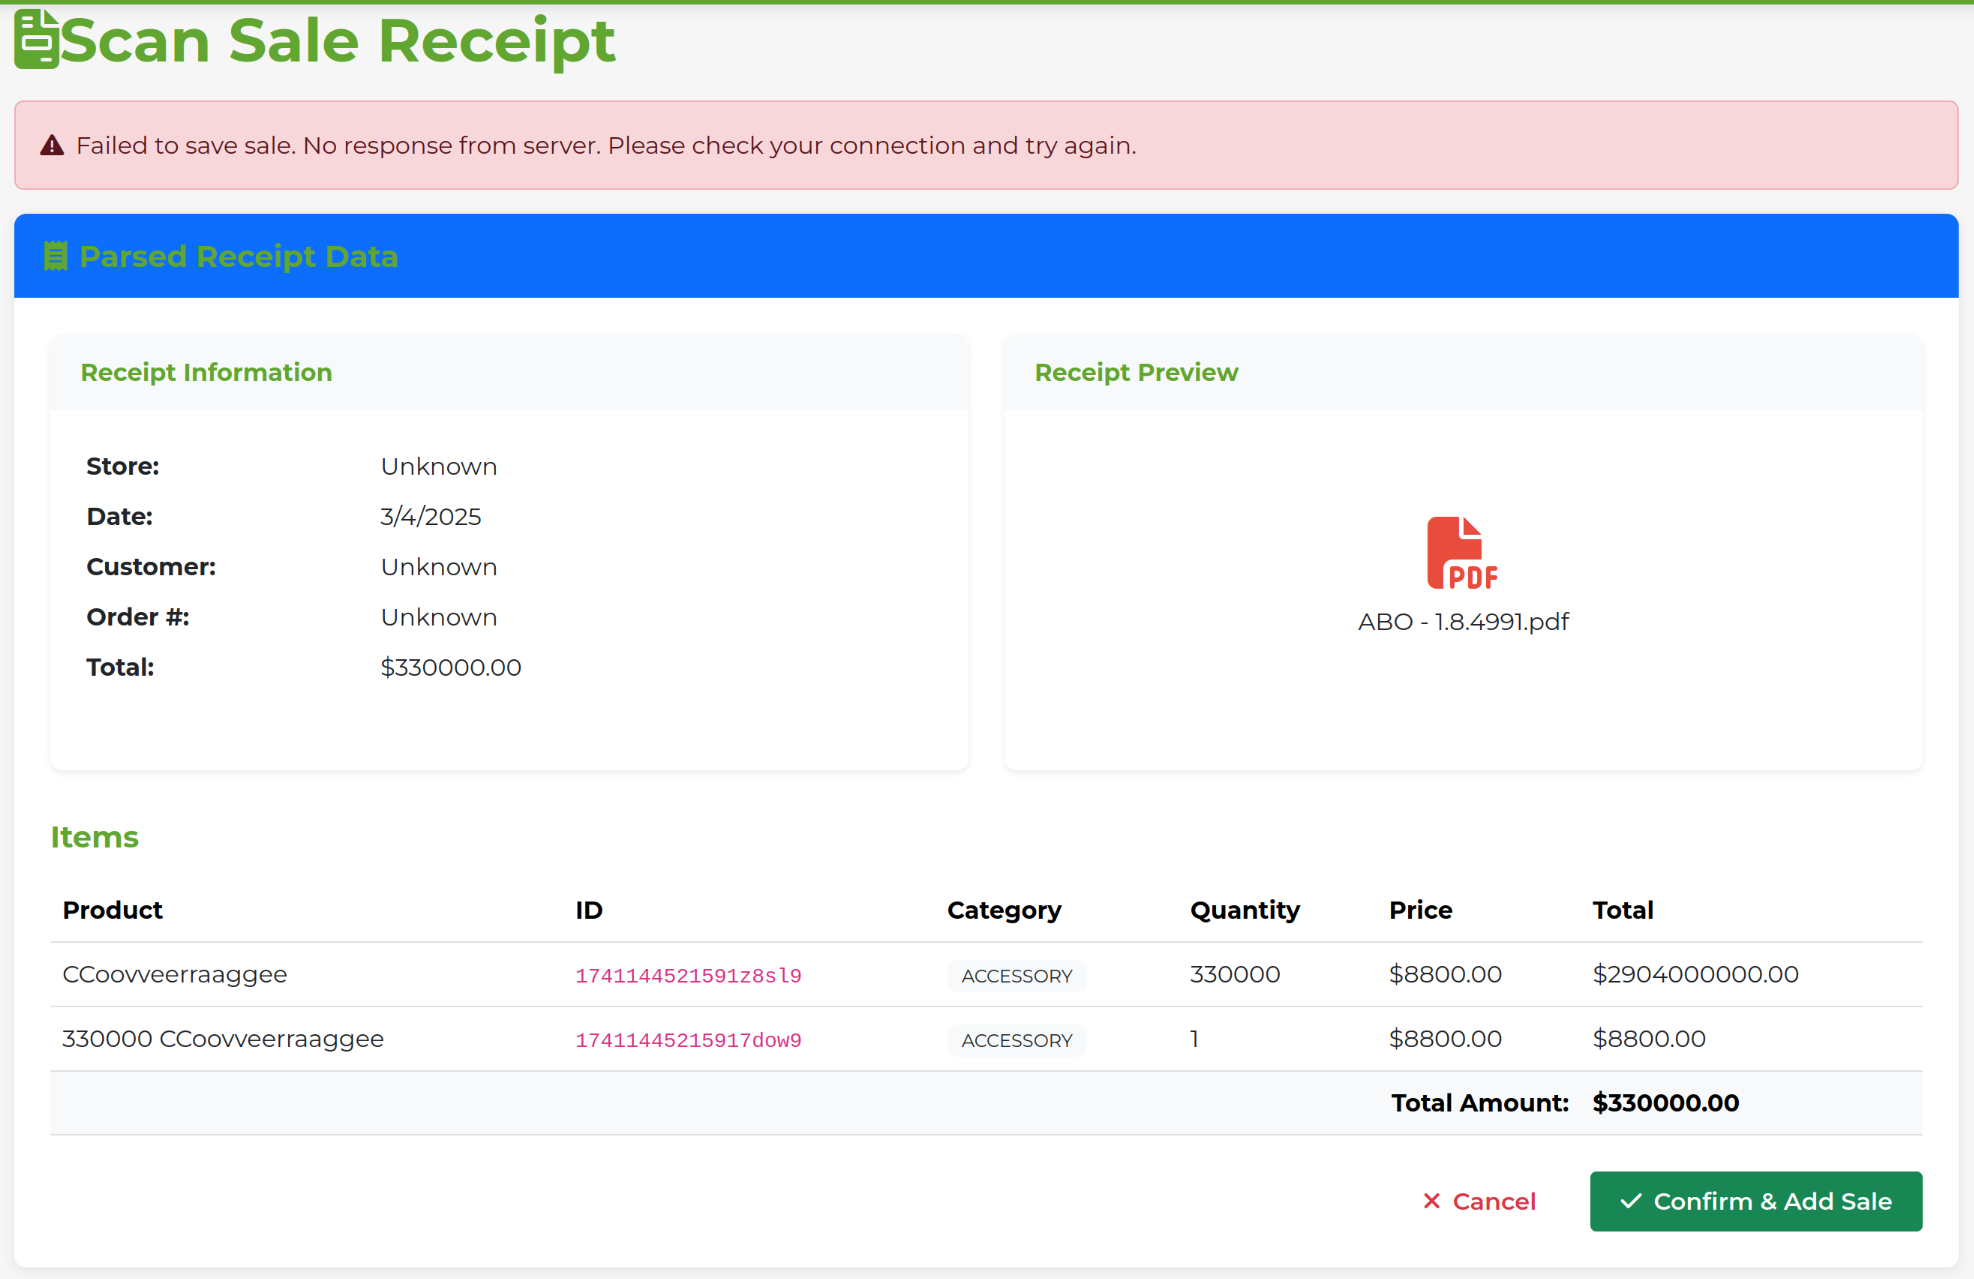 Scan Sale Receipt
Failed to save sale. No response from server. Please check your connection and try again.
Parsed Receipt Data
Receipt Information
Store: Unknown
Date: 3/4/2025
Customer: Unknown
Order #: Unknown
Total: $330000.00
Receipt Preview
PDF
ABO - 1.8.4991.pdf
Items
Product ID Category Quantity Price Total
CCoovveerraaggee 1741144521591z8sl9 ACCESSORY 330000 $8800.00 $2904000000.00
330000 CCoovveerraaggee 17411445215917dow9 ACCESSORY 1 $8800.00 $8800.00
Total Amount: $330000.00
Cancel Confirm & Add Sale